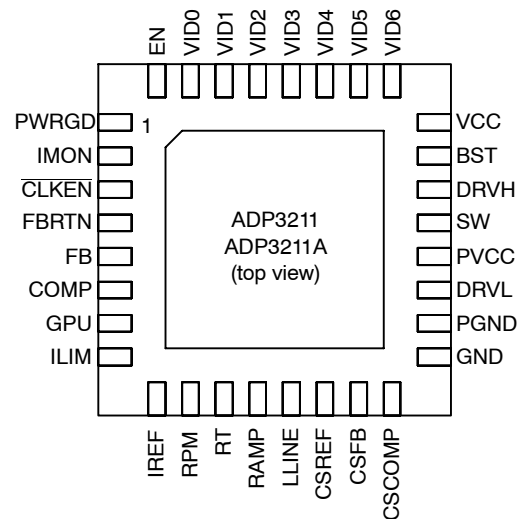 EN
VID0
VID1
VID2
VID3
VID4
VID5
VID6
PWRGD
IMON
CLKEN
FBRTN
FB
COMP
GPU
ILIM
1
ADP3211
ADP3211A
(top view)
VCC
BST
DRVH
SW
PVCC
DRVL
PGND
GND
IREF
RPM
RT
RAMP
LLINE
CSREF
CSFB
CSCOMP